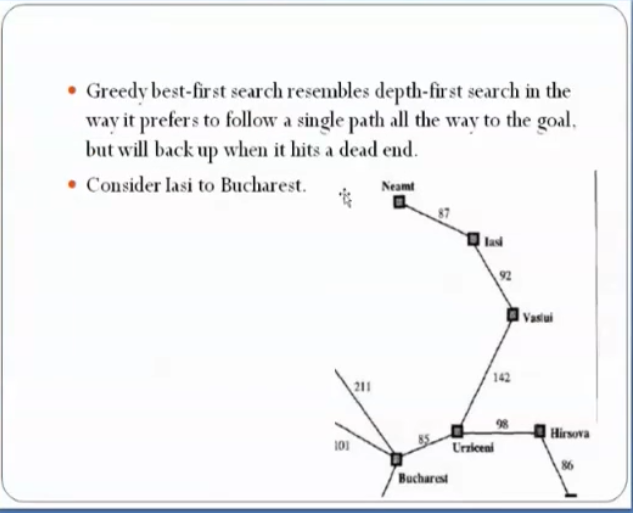 Greedy best-first search resembles depth-first search in the
way it prefers to follow a single path all the way to the goal,
but will back up when it hits a dead end.
Consider Iasi to Bucharest.
Neamt
87
Iasi
92
Vaslui
142
211
98
Hirsova
85
Urziceni
101
86
Bucharest